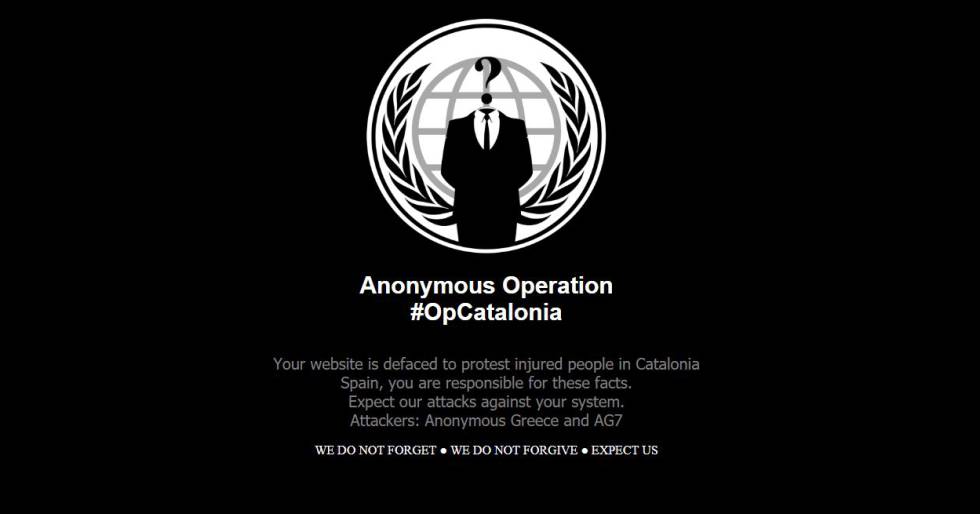 ?
Anonymous Operation
#OpCatalonia
Your website is defaced to protest injured people in Catalonia
Spain, you are responsible for these facts.
Expect our attacks against your system.
Attackers: Anonymous Greece and AG7
WE DO NOT FORGET ● WE DO NOT FORGIVE ● EXPECT US